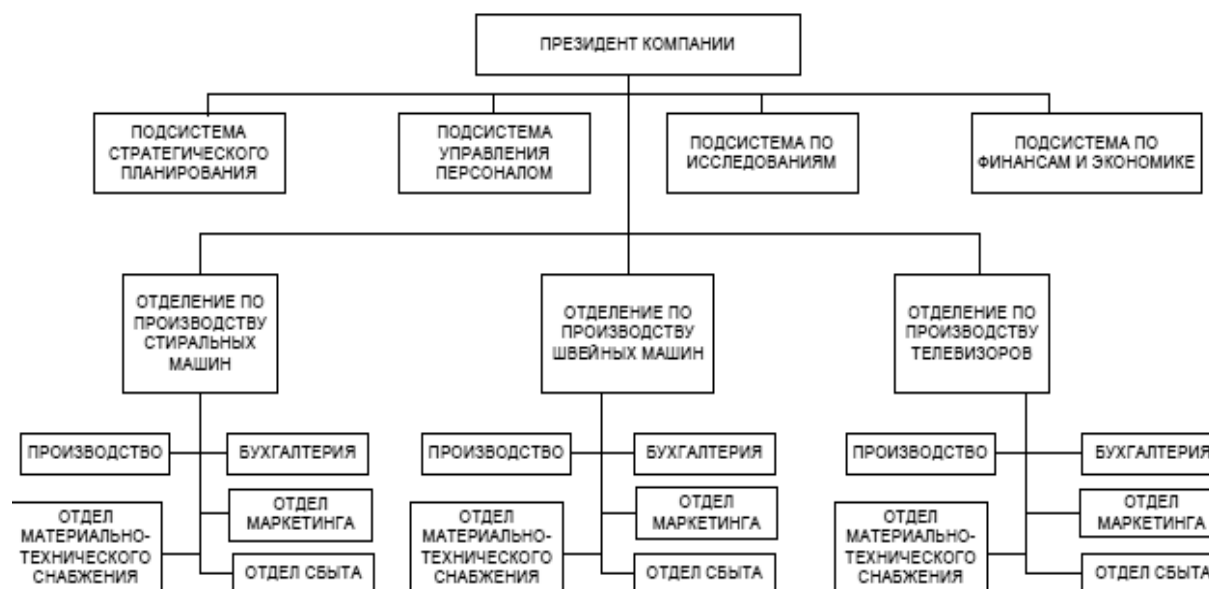 ПРЕЗИДЕНТ КОМПАНИИ
ПОДСИСТЕМА
СТРАТЕГИЧЕСКОГО
ПЛАНИРОВАНИЯ
ПОДСИСТЕМА
УПРАВЛЕНИЯ
ПЕРСОНАЛОМ
ПОДСИСТЕМА ПО
ИССЛЕДОВАНИЯМ
ПОДСИСТЕМА ПО
ФИНАНСАМ И ЭКОНОМИКЕ
ОТДЕЛЕНИЕ ПО
ПРОИЗВОДСТВУ
СТИРАЛЬНЫХ
МАШИН
ОТДЕЛЕНИЕ ПО
ПРОИЗВОДСТВУ
ШВЕЙНЫХ МАШИН
ОТДЕЛЕНИЕ ПО
ПРОИЗВОДСТВУ
ТЕЛЕВИЗОРОВ
ПРОИЗВОДСТВО
БУХГАЛТЕРИЯ
ОТДЕЛ
МАТЕРИАЛЬНО-
ТЕХНИЧЕСКОГО
СНАБЖЕНИЯ
ОТДЕЛ
МАРКЕТИНГА
ОТДЕЛ СБЫТА
ПРОИЗВОДСТВО
БУХГАЛТЕРИЯ
ОТДЕЛ
МАТЕРИАЛЬНО-
ТЕХНИЧЕСКОГО
СНАБЖЕНИЯ
ОТДЕЛ
МАРКЕТИНГА
ОТДЕЛ СБЫТА
ПРОИЗВОДСТВО
БУХГАЛТЕРИЯ
ОТДЕЛ
МАТЕРИАЛЬНО-
ТЕХНИЧЕСКОГО
СНАБЖЕНИЯ
ОТДЕЛ
МАРКЕТИНГА
ОТДЕЛ СБЫТА